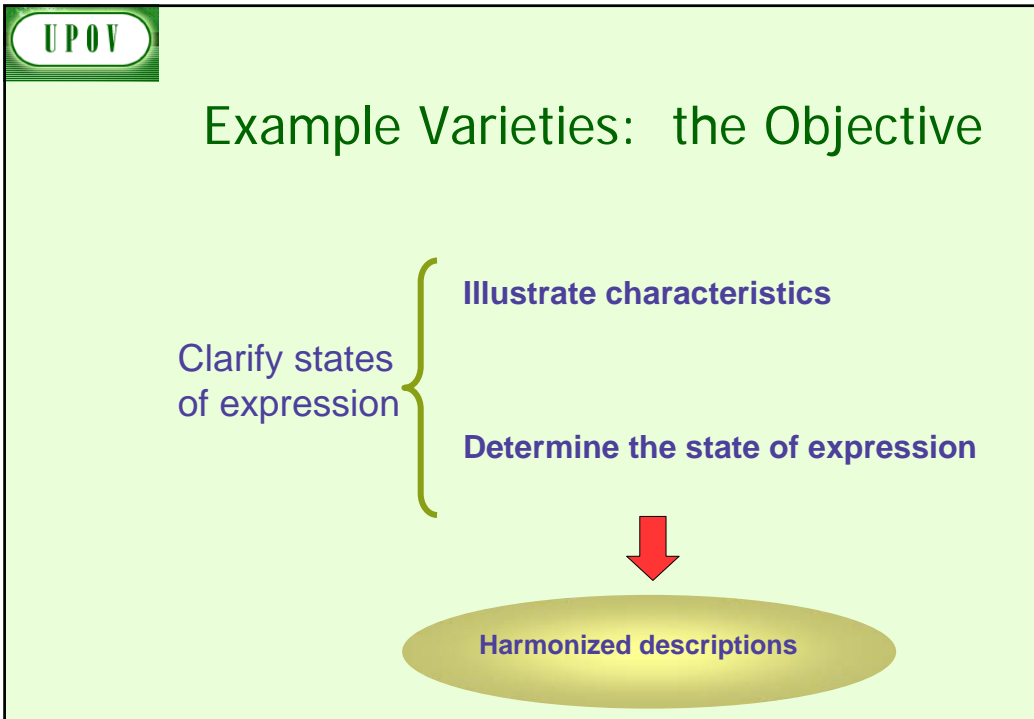 UPOV
Example Varieties: the Objective
Illustrate characteristics
Clarify states
of expression
Determine the state of expression
Harmonized descriptions